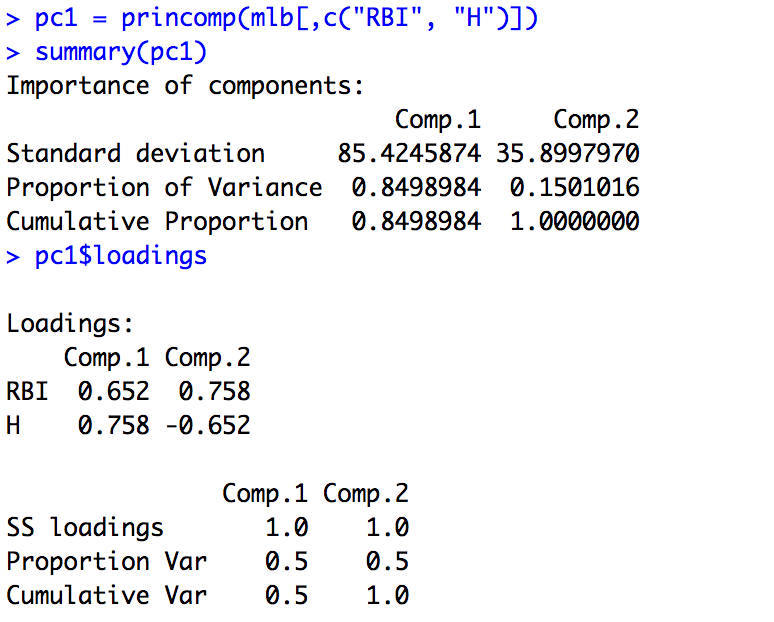 > pc1 = princomp(mlb[,c("RBI", "H")])
> summary(pc1)
Importance of components:
                           Comp.1     Comp.2
Standard deviation     85.4245874 35.8997970
Proportion of Variance  0.8498984  0.1501016
Cumulative Proportion   0.8498984  1.0000000
> pc1$loadings

Loadings:
    Comp.1 Comp.2
RBI  0.652  0.758
H    0.758 -0.652

               Comp.1 Comp.2
SS loadings       1.0    1.0
Proportion Var    0.5    0.5
Cumulative Var    0.5    1.0